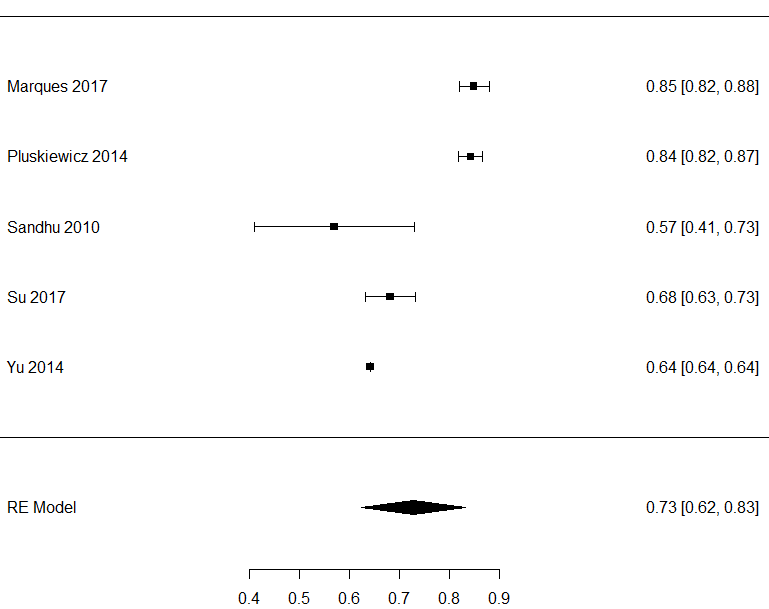 Marques 2017 0.85 [0.82, 0.88]
Pluskiewicz 2014 0.84 [0.82, 0.87]
Sandhu 2010 0.57 [0.41, 0.73]
Su 2017 0.68 [0.63, 0.73]
Yu 2014 0.64 [0.64, 0.64]
RE Model 0.73 [0.62, 0.83]
0.4 0.5 0.6 0.7 0.8 0.9